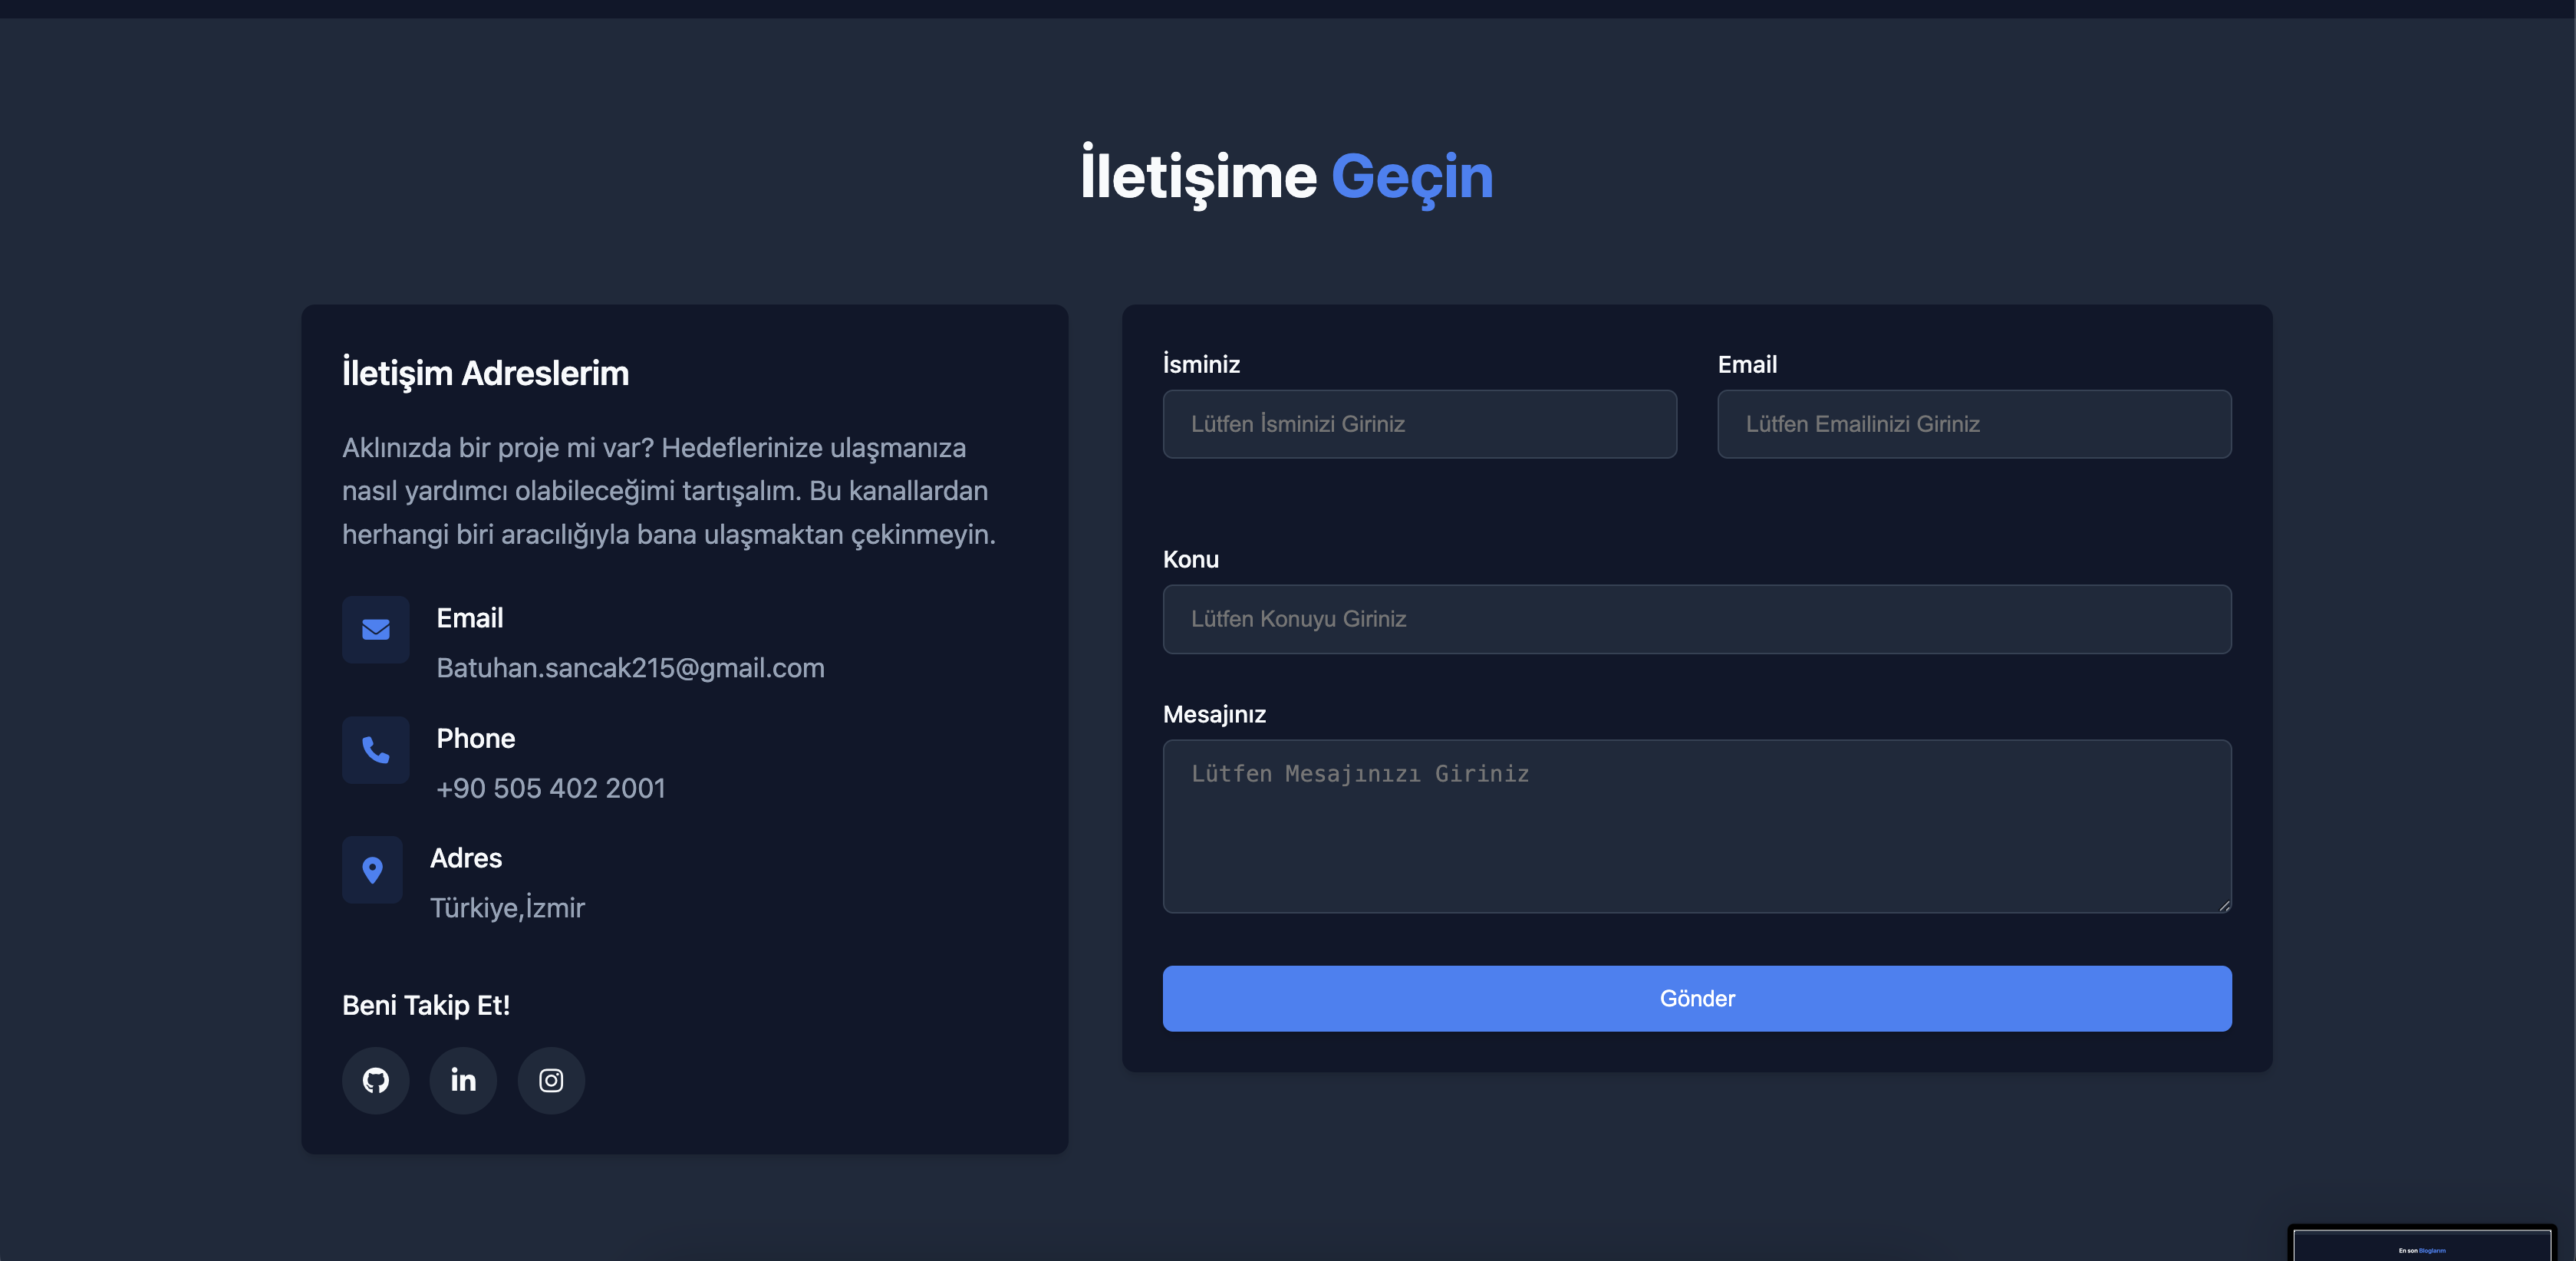 İletişime Geçin
İletişim Adreslerim
Aklınızda bir proje mi var? Hedeflerinize ulaşmanıza
nasıl yardımcı olabileceğimi tartışalım. Bu kanallardan
herhangi biri aracılığıyla bana ulaşmaktan çekinmeyin.
Email
Batuhan.sancak215@gmail.com
Phone
+90 505 402 2001
Adres
Türkiye,İzmir
Beni Takip Et!
in
İsminiz
Lütfen İsminizi Giriniz
Email
Lütfen Emailinizi Giriniz
Konu
Lütfen Konuyu Giriniz
Mesajınız
Lütfen Mesajınızı Giriniz
Gönder
En son Bloglarım